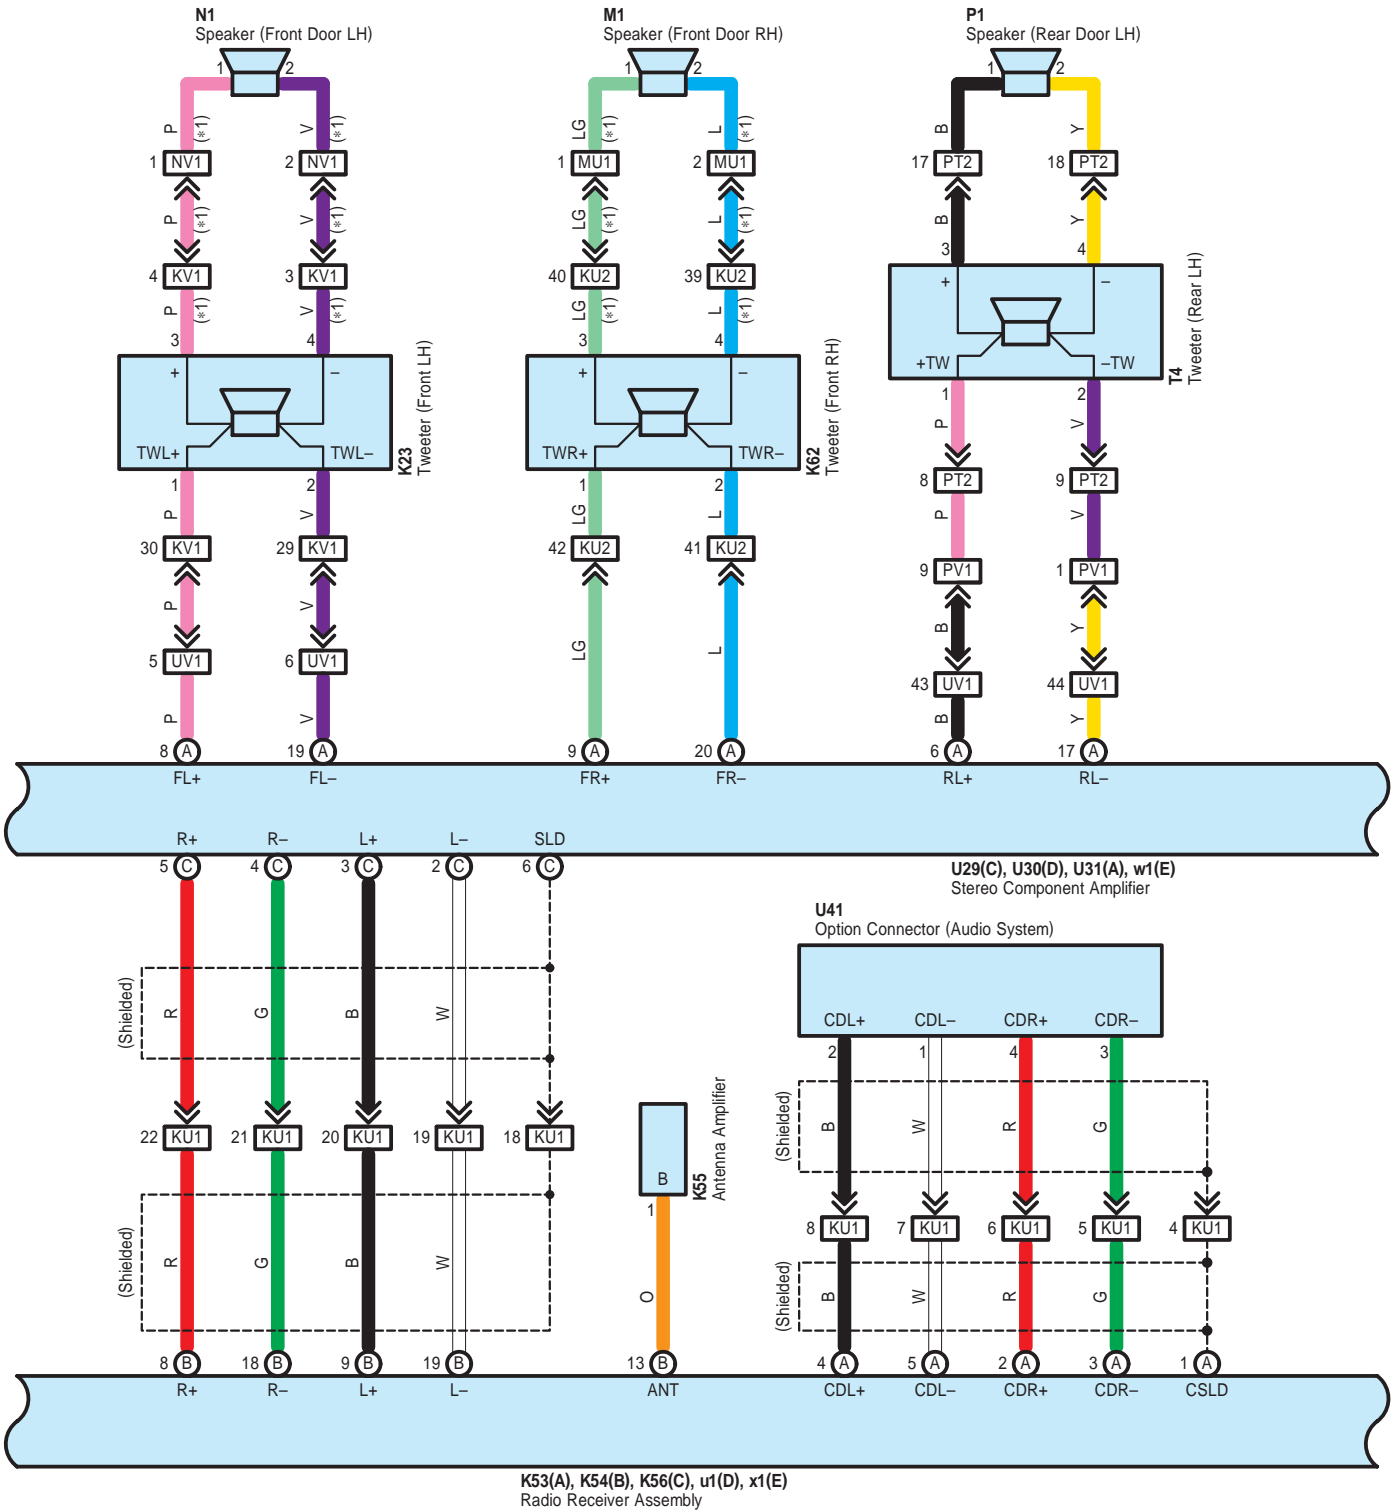 N1 M1 P1
Speaker (Front Door LH) Speaker (Front Door RH) Speaker (Rear Door LH)
1 2 1 2 1 2
P (*1) V (*1) LG (*1) L (*1) B Y
1 NV1 2 NV1 1 MU1 2 MU1 17 PT2 18 PT2
P (*1) V (*1) LG (*1) L (*1) B Y
3 4
4 KV1 3 KV1 40 KU2 39 KU2
+ –
P (*1) V (*1) LG (*1) L (*1)
3 4 3 4
+TW –TW
T4
Tweeter (Rear LH)
+ – + –
1 2
P V
TWL+ TWL– TWR+ TWR–
K23
Tweeter (Front LH)
K62
Tweeter (Front RH)
1 2 1 2 8 PT2 9 PT2
P V LG L P V
30 KV1 29 KV1 42 KU2 41 KU2
9 PV1 1 PV1
P V B Y
LG L
5 UV1 6 UV1
43 UV1 44 UV1
P V B Y
8 A 19 A 9 A 20 A 6 A 17 A
FL+ FL– FR+ FR– RL+ RL–
R+ R– L+ L– SLD
5 C 4 C 3 C 2 C 6 C
U29(C), U30(D), U31(A), w1(E)
Stereo Component Amplifier
U41
Option Connector (Audio System)
(Shielded) R G B W
CDL+ CDL– CDR+ CDR–
2 1 4 3
22 KU1 21 KU1 20 KU1 19 KU1 18 KU1
(Shielded) B W R G
B
K55
Antenna Amplifier
1
8 KU1 7 KU1 6 KU1 5 KU1 4 KU1
(Shielded) R G B W
O
(Shielded) B W R G
8 B 18 B 9 B 19 B 13 B 4 A 5 A 2 A 3 A 1 A
R+ R– L+ L– ANT CDL+ CDL– CDR+ CDR– CSLD
K53(A), K54(B), K56(C), u1(D), x1(E)
Radio Receiver Assembly